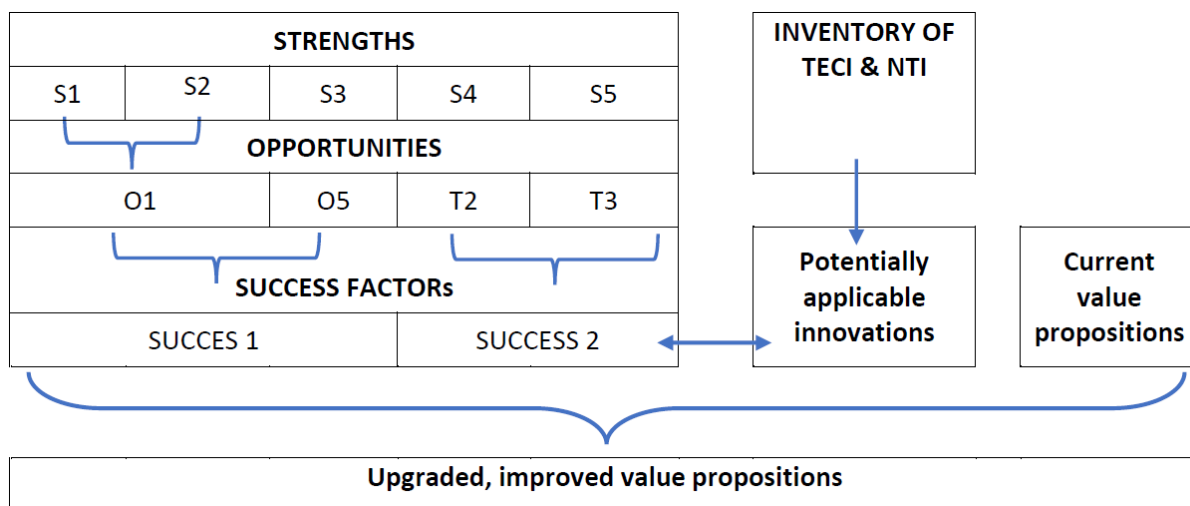 STRENGTHS
S1 S2 S3 S4 S5
OPPORTUNITIES
O1 O5 T2 T3
SUCCESS FACTORs
SUCCES 1 SUCCESS 2
INVENTORY OF
TECI & NTI
Potentially
applicable
innovations
Current
value
propositions
Upgraded, improved value propositions